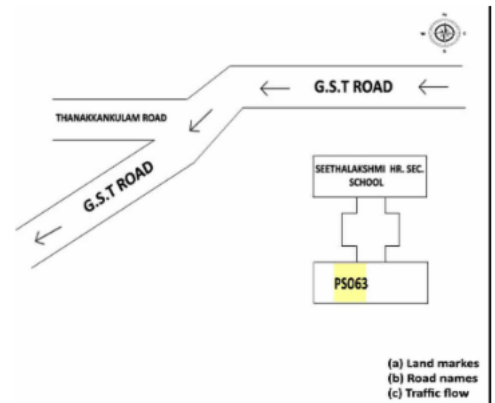 G.S.T ROAD
THANAKKANKULAM ROAD
G.S.T ROAD
SEETHALAKSHMI HR. SEC.
SCHOOL
PS063
(a) Land markes
(b) Road names
(c) Traffic flow